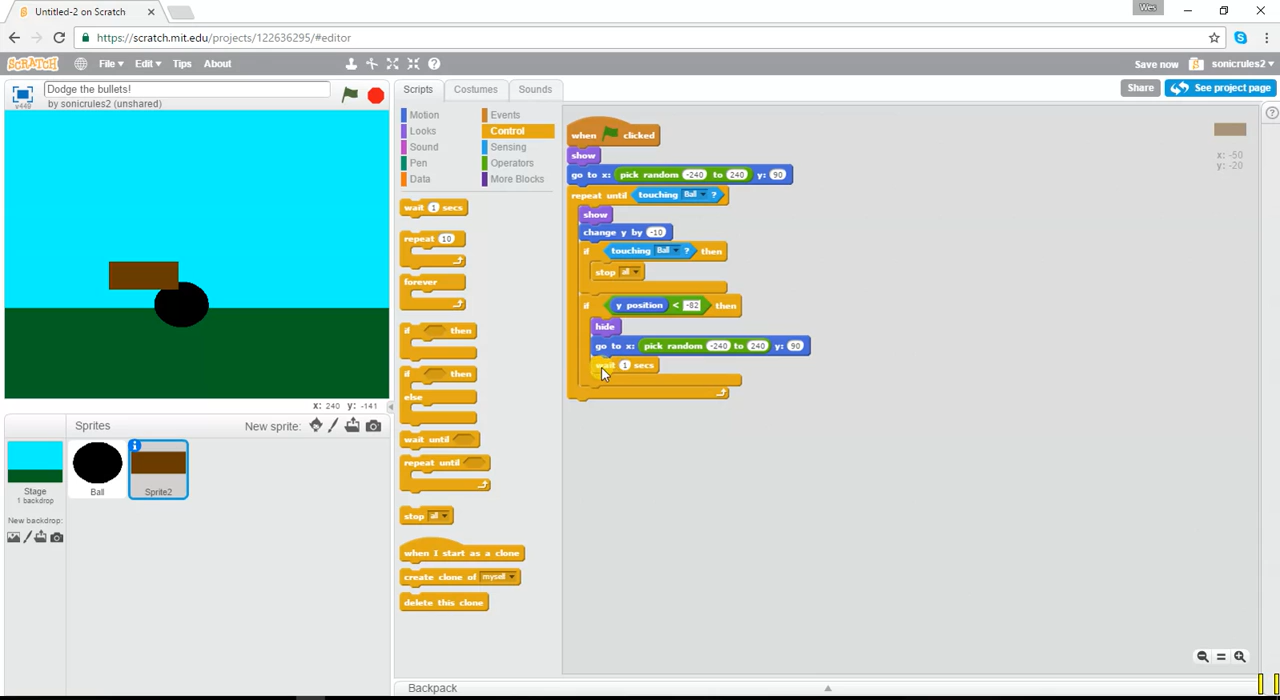 Untitled-2 on Scratch
Wes
https://scratch.mit.edu/projects/122636295/#editor
SCRATCH File Edit Tips About Save now sonicrules2
Dodge the bullets!
by sonicrules2 (unshared)
v449
Scripts Costumes Sounds
Share See project page
Motion Events
Looks Control
Sound Sensing
Pen Operators
Data More Blocks
wait 1 secs
repeat 10
forever
if then
if then
else
wait until
repeat until
stop all
when I start as a clone
create clone of myself
delete this clone
when clicked
show
go to x: pick random -240 to 240 y: 90
repeat until touching Ball ?
show
change y by -10
if touching Ball ? then
stop all
if y position < -82 then
hide
go to x: pick random -240 to 240 y: 90
wait 1 secs
x: -50
y: -20
x: 240 y: -141
Sprites New sprite:
Stage
1 backdrop
Ball
Sprite2
New backdrop:
Backpack